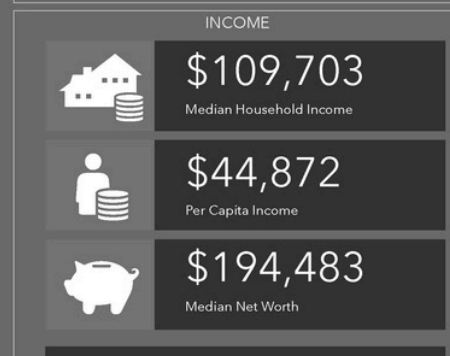 INCOME
$109,703
Median Household Income
$44,872
Per Capita Income
$194,483
Median Net Worth